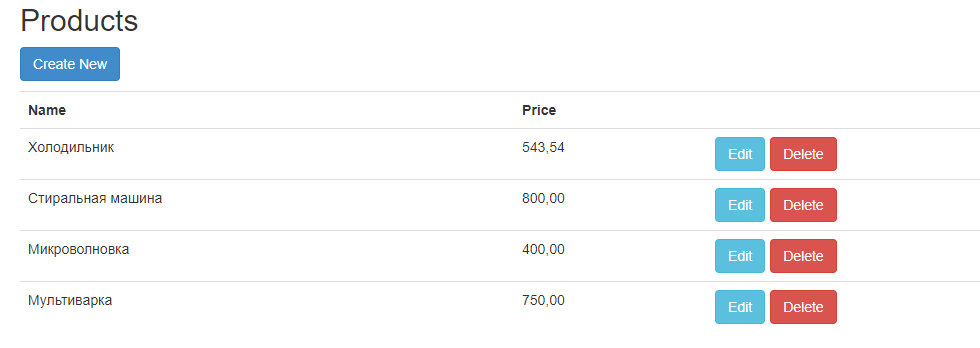 Products
Create New
Name Price
Холодильник 543,54 Edit Delete
Стиральная машина 800,00 Edit Delete
Микроволновка 400,00 Edit Delete
Мультиварка 750,00 Edit Delete